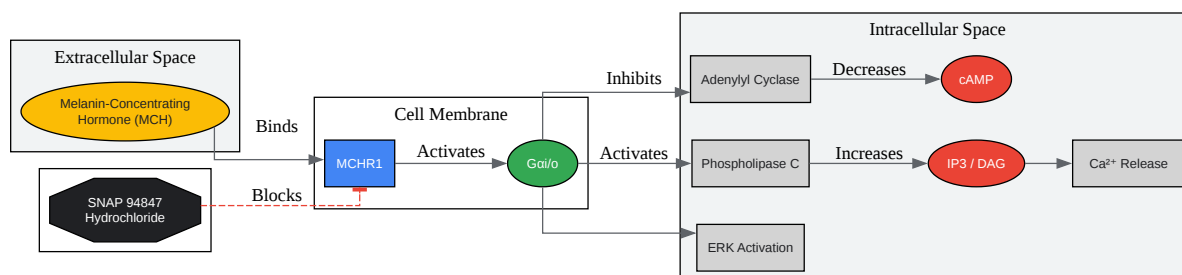 Extracellular Space
Melanin-Concentrating
Hormone (MCH)
Binds
SNAP 94847
Hydrochloride
Blocks
Cell Membrane
MCHR1
Activates
Gαi/o
Inhibits
Activates
Intracellular Space
Adenylyl Cyclase
Decreases
cAMP
Phospholipase C
Increases
IP3 / DAG
Ca²⁺ Release
ERK Activation